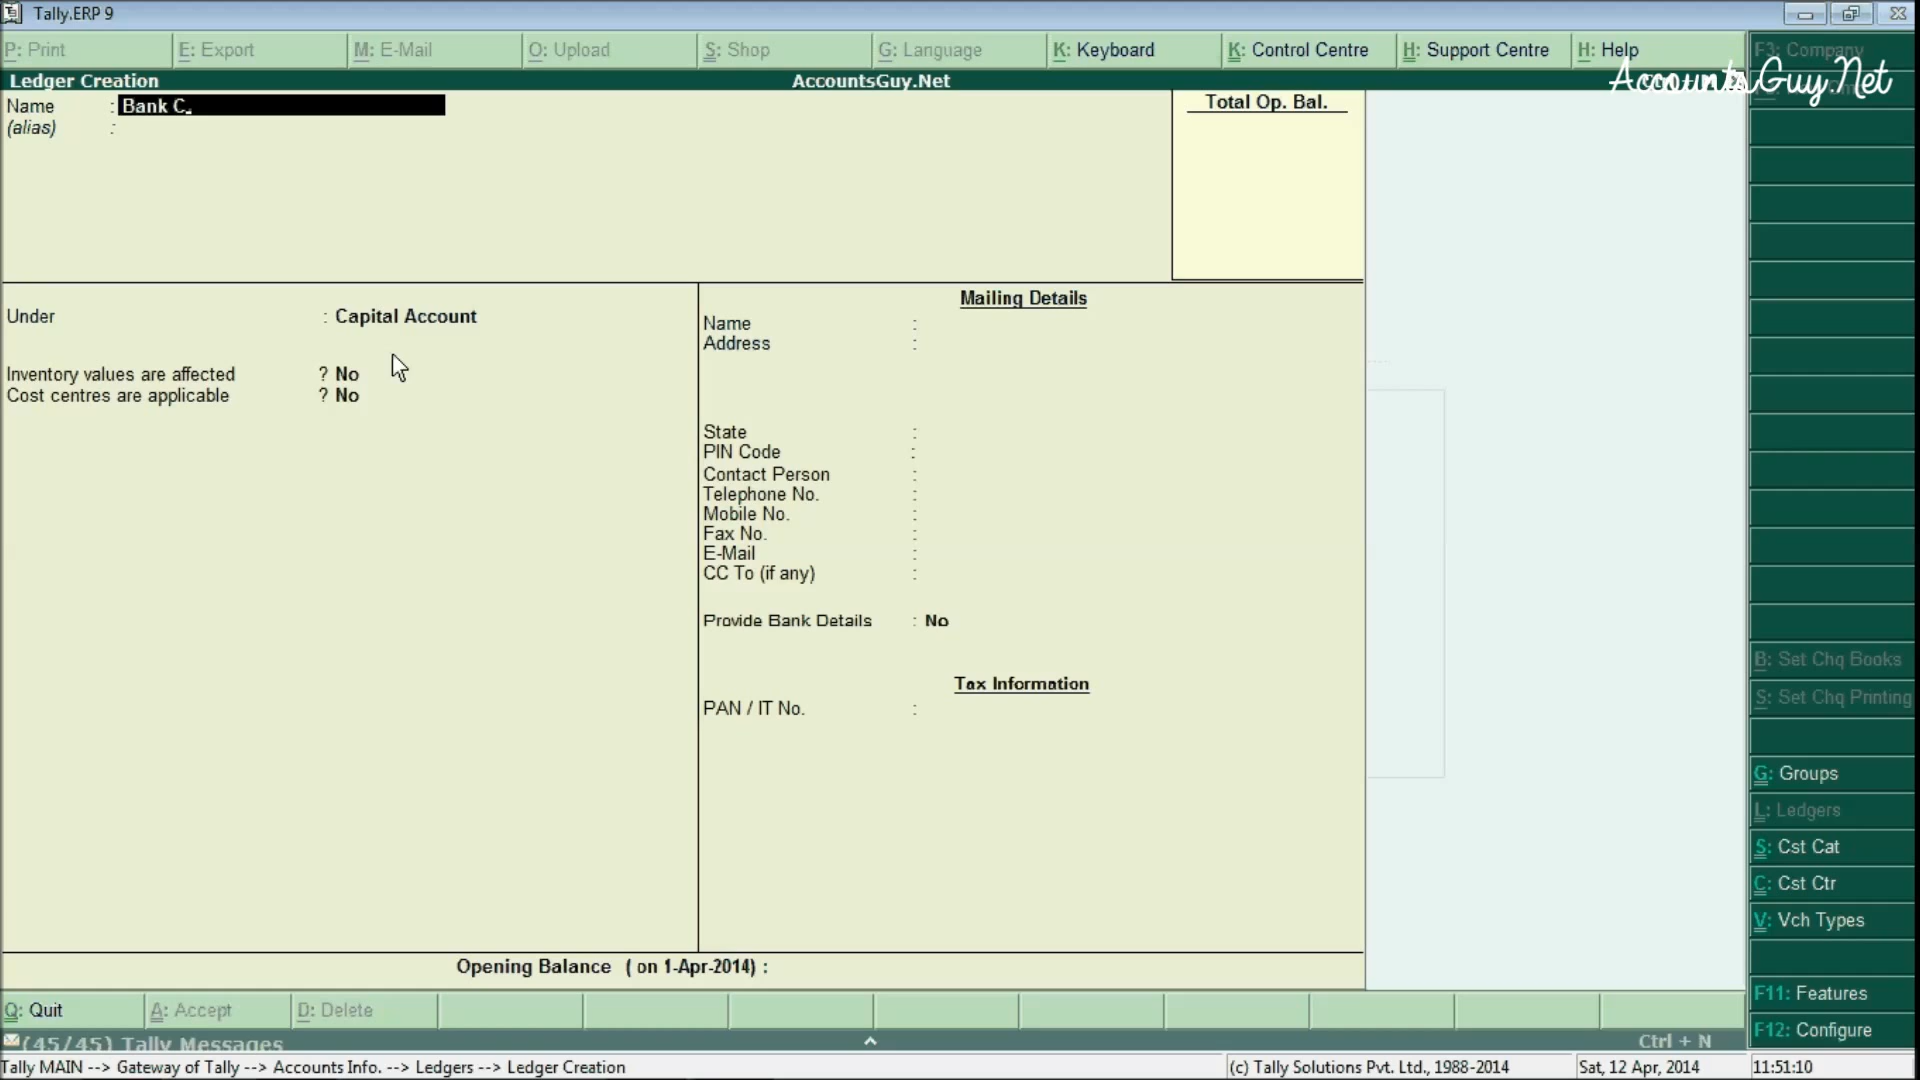 Tally.ERP 9
P: Print E: Export M: E-Mail O: Upload S: Shop G: Language K: Keyboard K: Control Centre H: Support Centre H: Help F3: Company
Ledger Creation AccountsGuy.Net AccountsGuy.Net
Name : Bank C
(alias) :
Total Op. Bal.
Under : Capital Account
Inventory values are affected ? No
Cost centres are applicable ? No
Mailing Details
Name :
Address :
State :
PIN Code :
Contact Person :
Telephone No. :
Mobile No. :
Fax No. :
E-Mail :
CC To (if any) :
Provide Bank Details : No
Tax Information
PAN / IT No. :
Opening Balance ( on 1-Apr-2014) :
B: Set Chq Books
S: Set Chq Printing
G: Groups
L: Ledgers
S: Cst Cat
C: Cst Ctr
V: Vch Types
F11: Features
F12: Configure
Q: Quit A: Accept D: Delete
(45/45) Tally Messages Ctrl + N
Tally MAIN --> Gateway of Tally --> Accounts Info. --> Ledgers --> Ledger Creation (c) Tally Solutions Pvt. Ltd., 1988-2014 Sat, 12 Apr, 2014 11:51:10